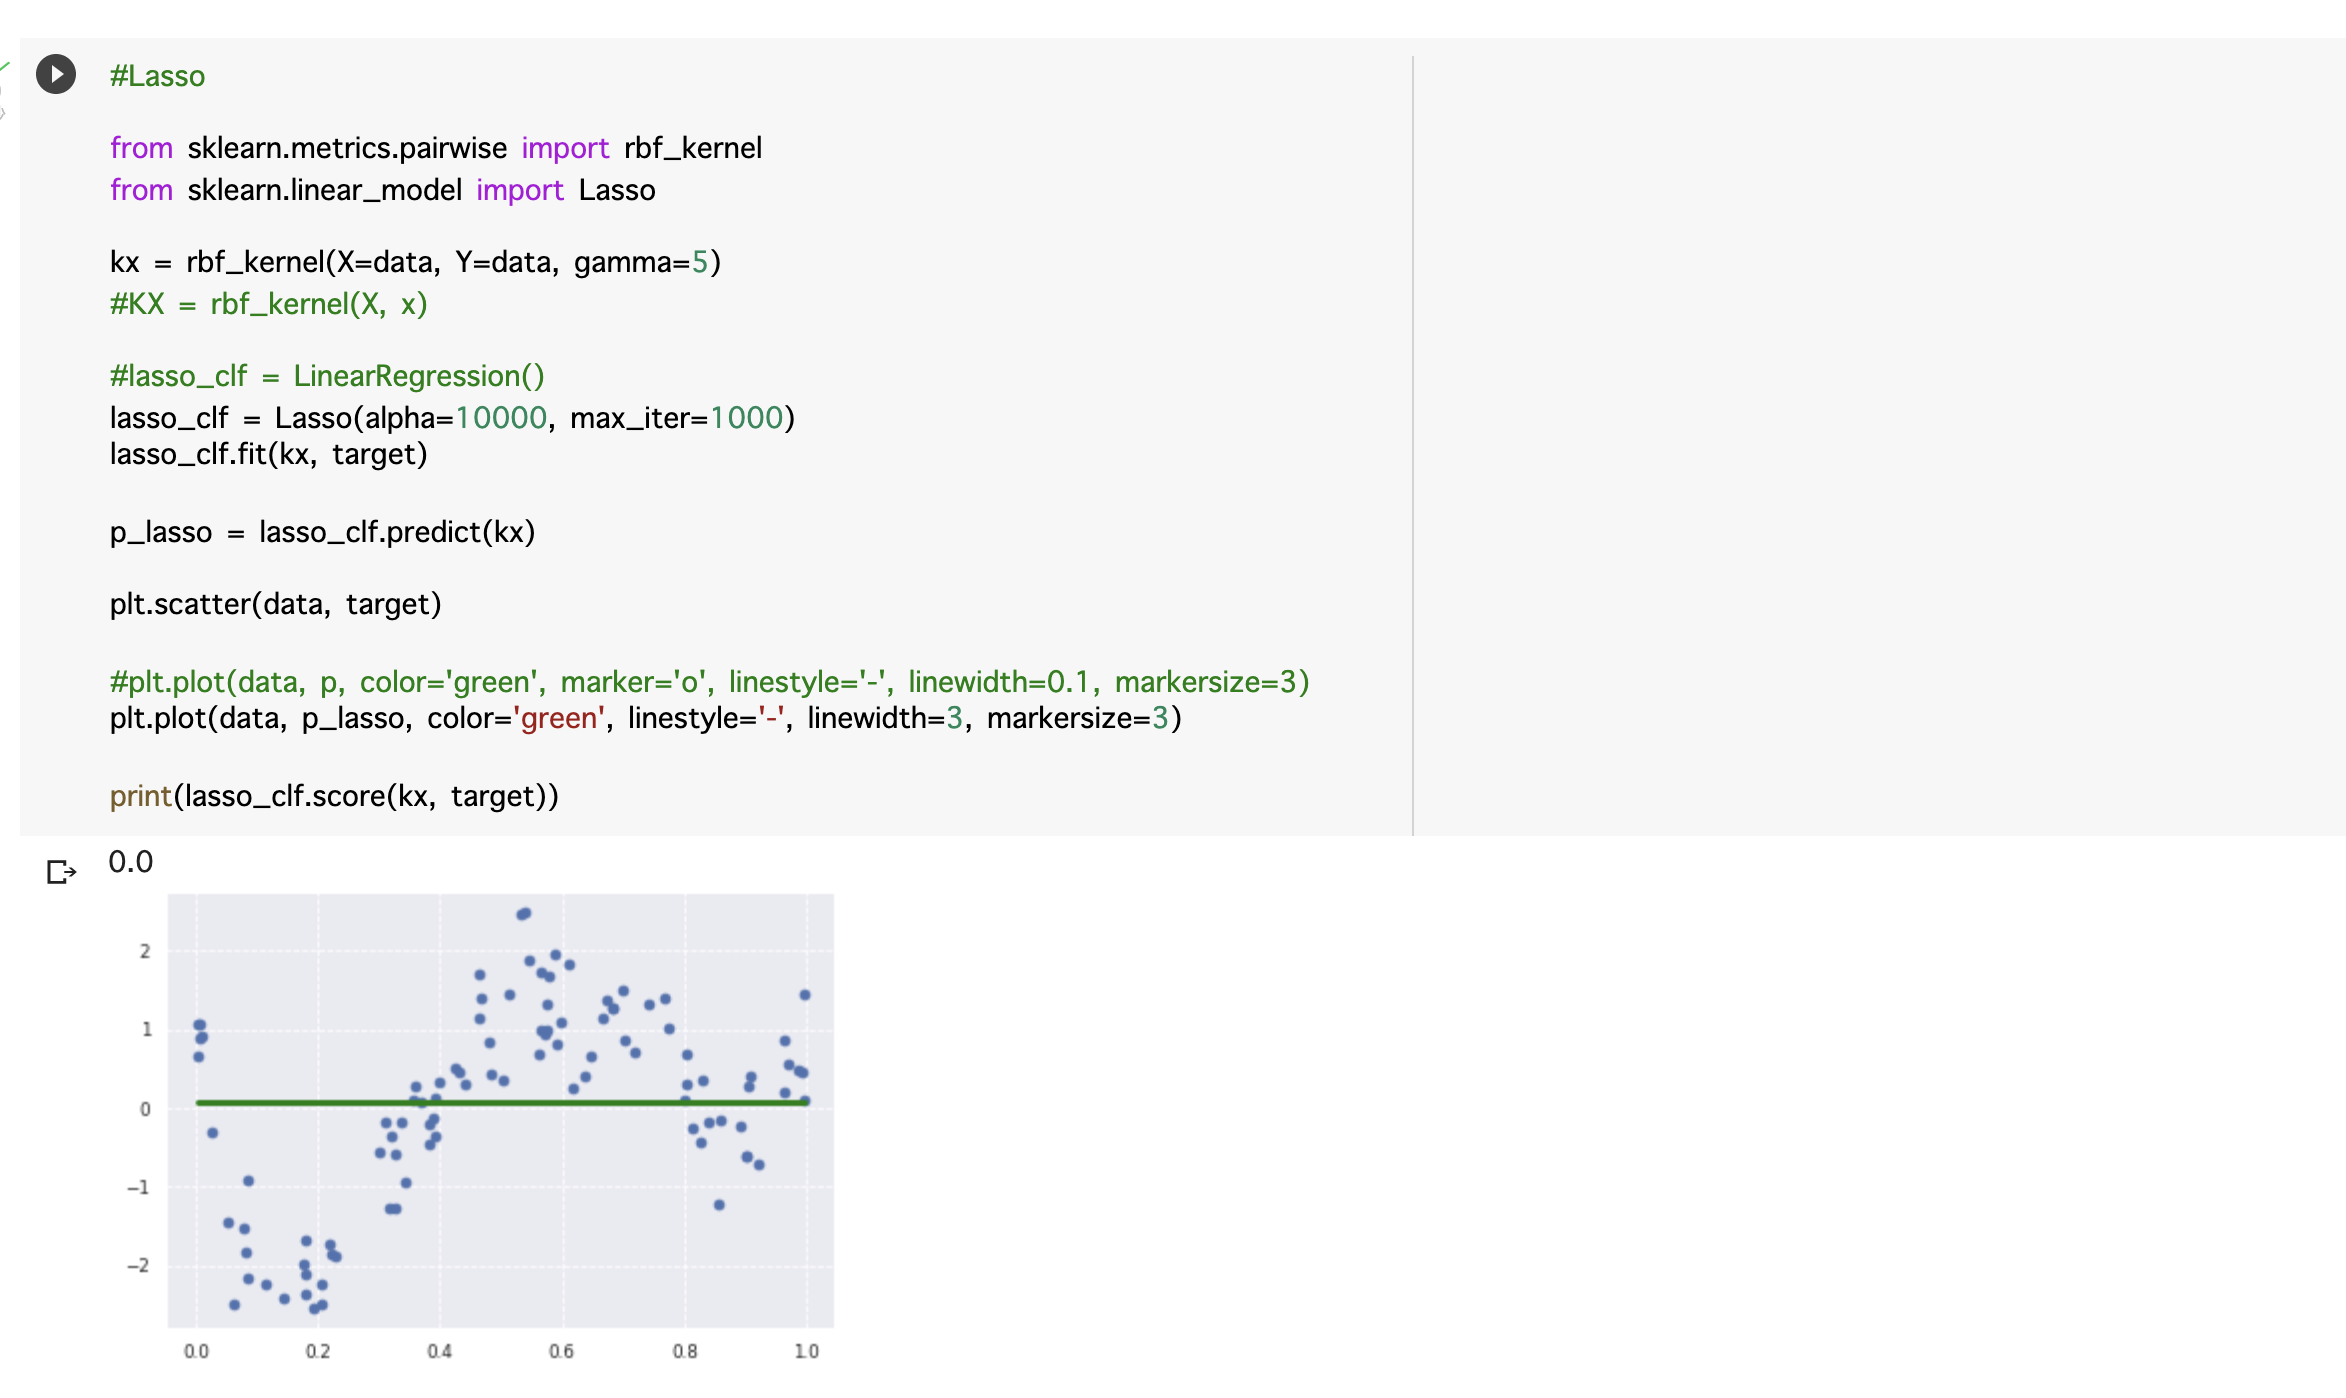 #Lasso
from sklearn.metrics.pairwise import rbf_kernel
from sklearn.linear_model import Lasso
kx = rbf_kernel(X=data, Y=data, gamma=5)
#KX = rbf_kernel(X, x)
#lasso_clf = LinearRegression()
lasso_clf = Lasso(alpha=10000, max_iter=1000)
lasso_clf.fit(kx, target)
p_lasso = lasso_clf.predict(kx)
plt.scatter(data, target)
#plt.plot(data, p, color='green', marker='o', linestyle='-', linewidth=0.1, markersize=3)
plt.plot(data, p_lasso, color='green', linestyle='-', linewidth=3, markersize=3)
print(lasso_clf.score(kx, target))
0.0
2
1
0
−1
−2
0.0 0.2 0.4 0.6 0.8 1.0